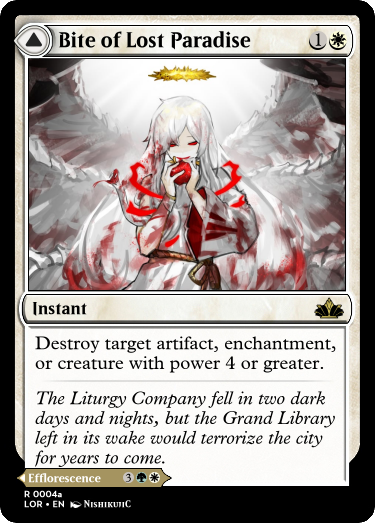 Bite of Lost Paradise 1
Instant
Destroy target artifact, enchantment,
or creature with power 4 or greater.
The Liturgy Company fell in two dark
days and nights, but the Grand Library
left in its wake would terrorize the city
for years to come.
Efflorescence 3
R 0004a
LOR • EN NISHIKUJIC